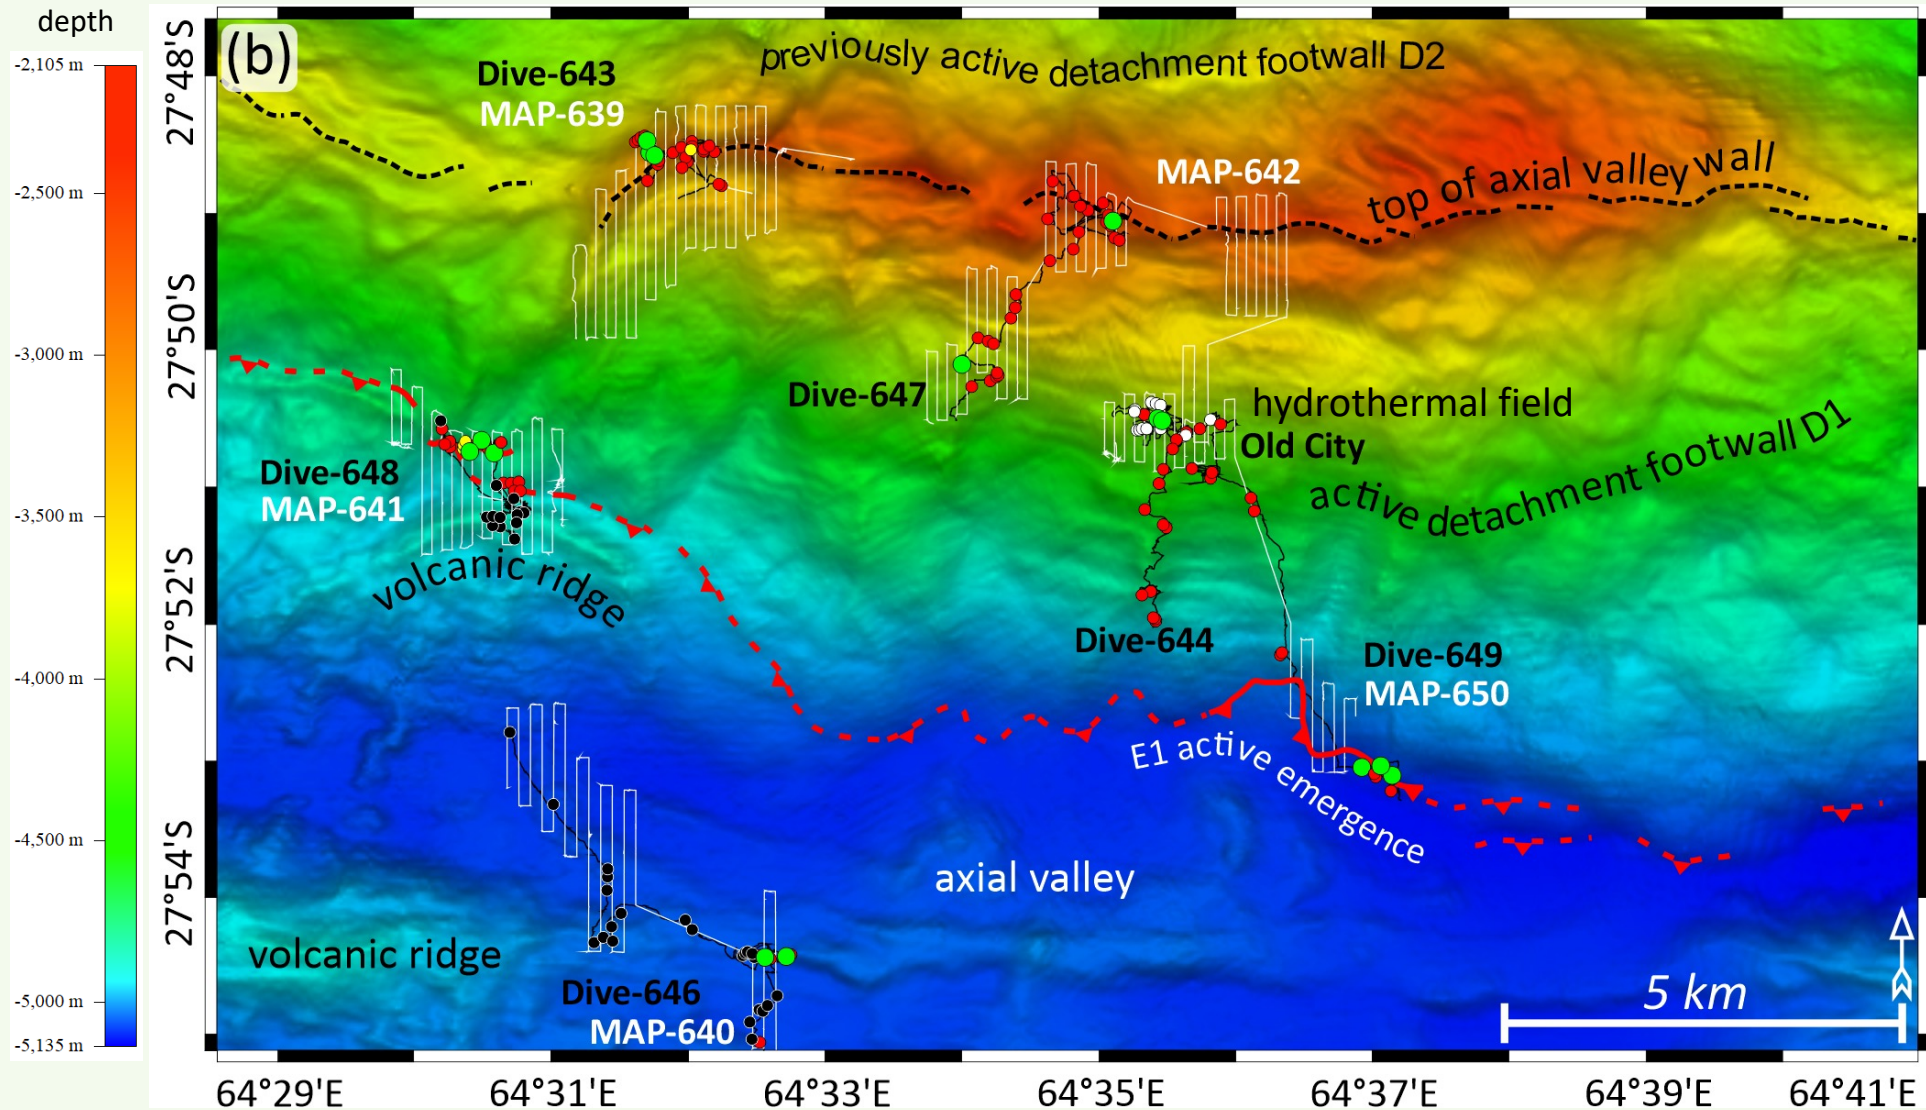 depth
-2,105 m
-2,500 m
-3,000 m
-3,500 m
-4,000 m
-4,500 m
-5,000 m
-5,135 m
(b)
previously active detachment footwall D2
Dive-643
MAP-639
MAP-642
top of axial valley wall
Dive-647
hydrothermal field
Old City
active detachment footwall D1
Dive-648
MAP-641
volcanic ridge
Dive-644
Dive-649
MAP-650
E1 active emergence
axial valley
volcanic ridge
Dive-646
MAP-640
5 km
27°48'S
27°50'S
27°52'S
27°54'S
64°29'E
64°31'E
64°33'E
64°35'E
64°37'E
64°39'E
64°41'E